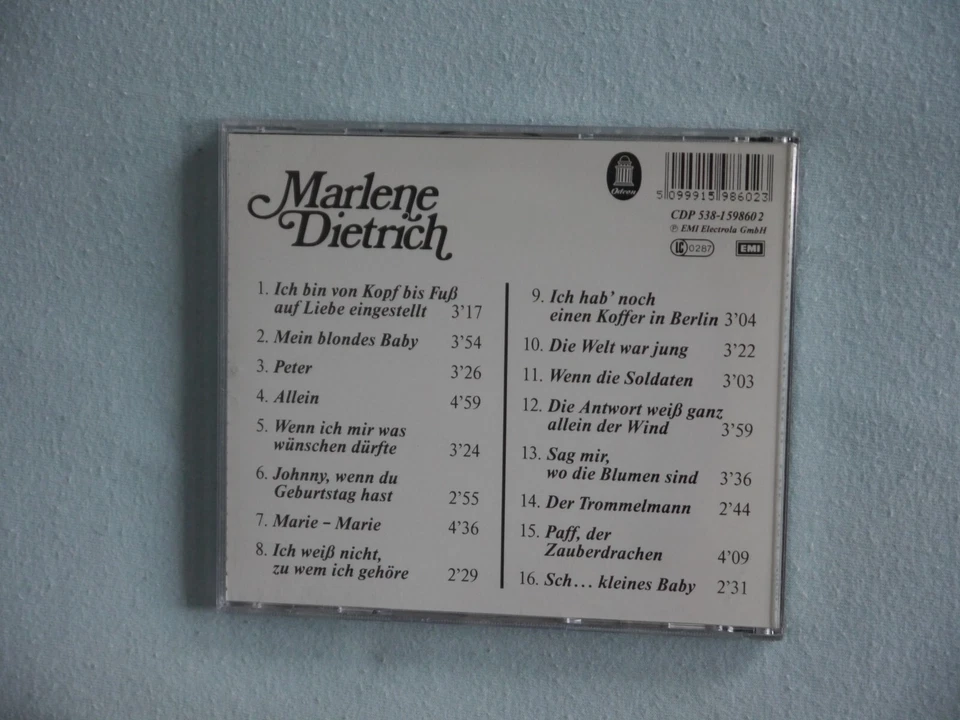 Marlene
Dietrich
Odeon
5 099915 986023
CDP 538-1598602
℗ EMI Electrola GmbH
LC 0287
EMI
1. Ich bin von Kopf bis Fuß
auf Liebe eingestellt 3'17
2. Mein blondes Baby 3'54
3. Peter 3'26
4. Allein 4'59
5. Wenn ich mir was
wünschen dürfte 3'24
6. Johnny, wenn du
Geburtstag hast 2'55
7. Marie – Marie 4'36
8. Ich weiß nicht,
zu wem ich gehöre 2'29
9. Ich hab' noch
einen Koffer in Berlin 3'04
10. Die Welt war jung 3'22
11. Wenn die Soldaten 3'03
12. Die Antwort weiß ganz
allein der Wind 3'59
13. Sag mir,
wo die Blumen sind 3'36
14. Der Trommelmann 2'44
15. Paff, der
Zauberdrachen 4'09
16. Sch... kleines Baby 2'31